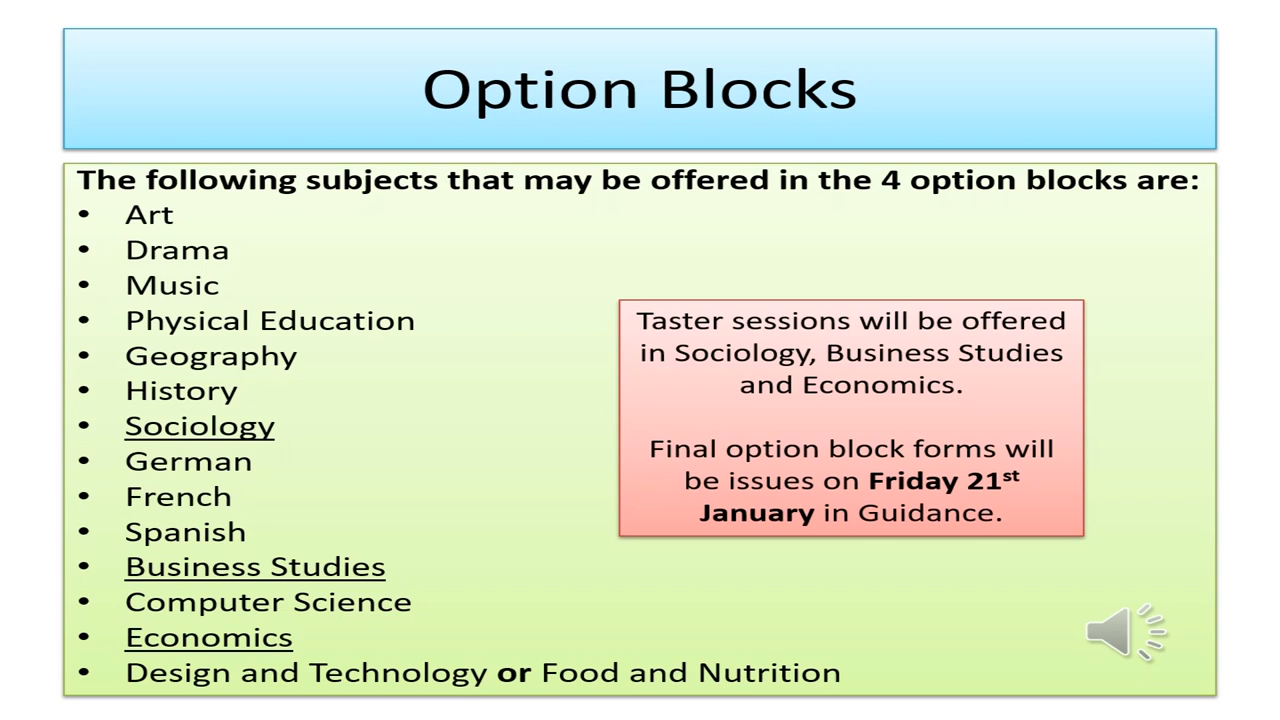 Option Blocks
The following subjects that may be offered in the 4 option blocks are:
• Art
• Drama
• Music
• Physical Education
• Geography
• History
• Sociology
• German
• French
• Spanish
• Business Studies
• Computer Science
• Economics
• Design and Technology or Food and Nutrition
Taster sessions will be offered
in Sociology, Business Studies
and Economics.
Final option block forms will
be issues on Friday 21st
January in Guidance.